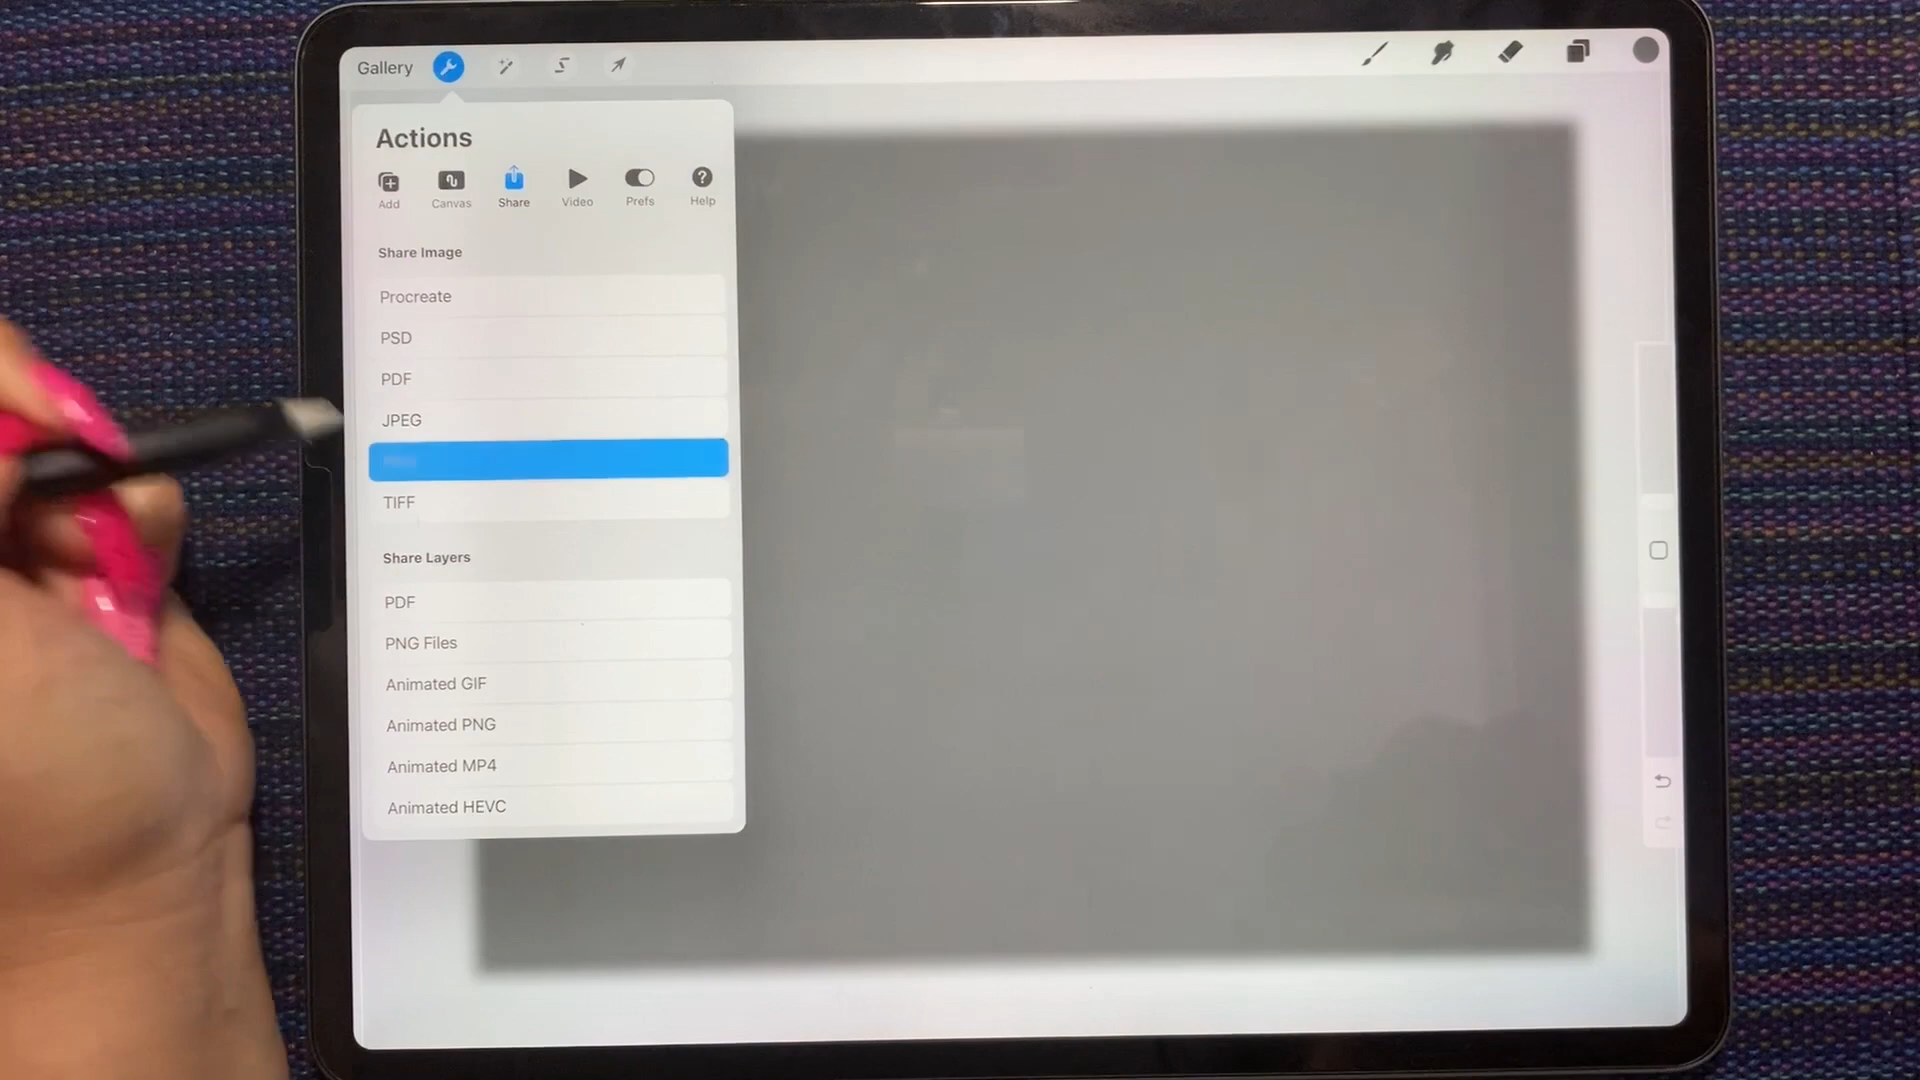 Gallery
Actions
Add Canvas Share Video Prefs Help
Share Image
Procreate
PSD
PDF
JPEG
TIFF
Share Layers
PDF
PNG Files
Animated GIF
Animated PNG
Animated MP4
Animated HEVC